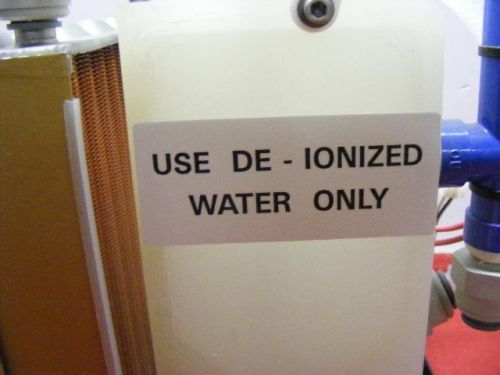 USE DE - IONIZED
WATER ONLY